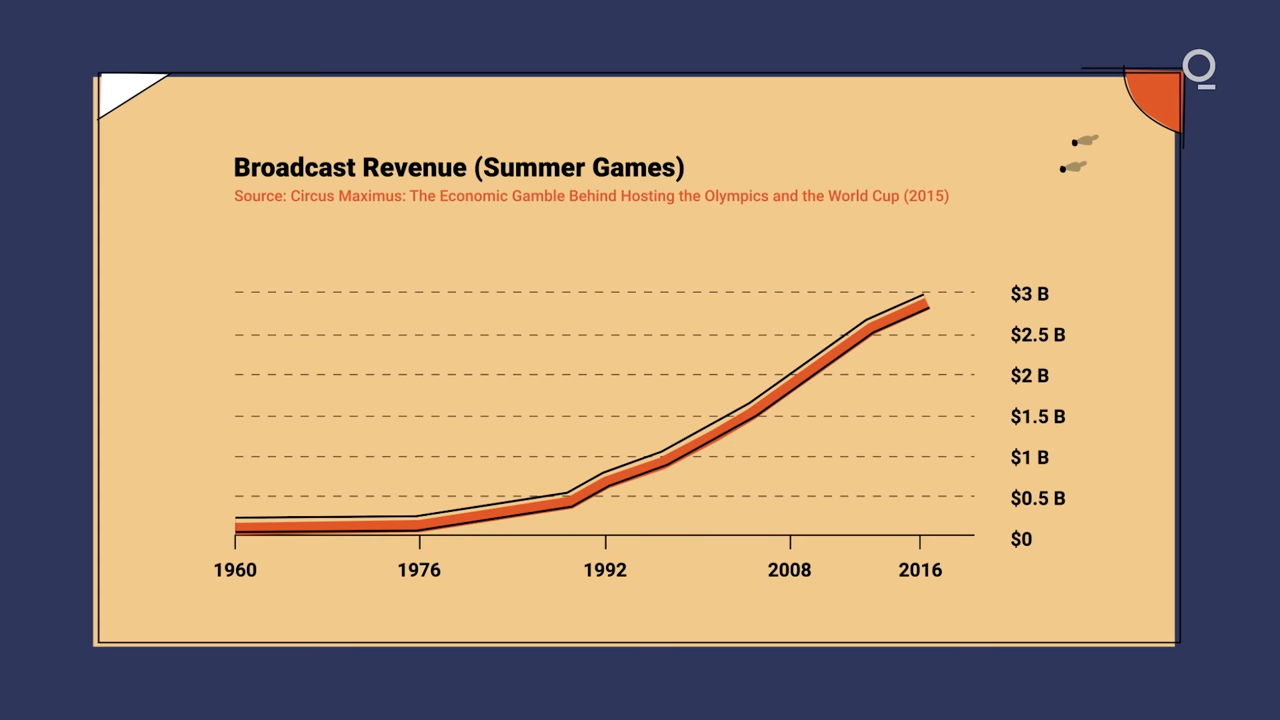 Broadcast Revenue (Summer Games)
Source: Circus Maximus: The Economic Gamble Behind Hosting the Olympics and the World Cup (2015)
$3 B
$2.5 B
$2 B
$1.5 B
$1 B
$0.5 B
$0
1960 1976 1992 2008 2016